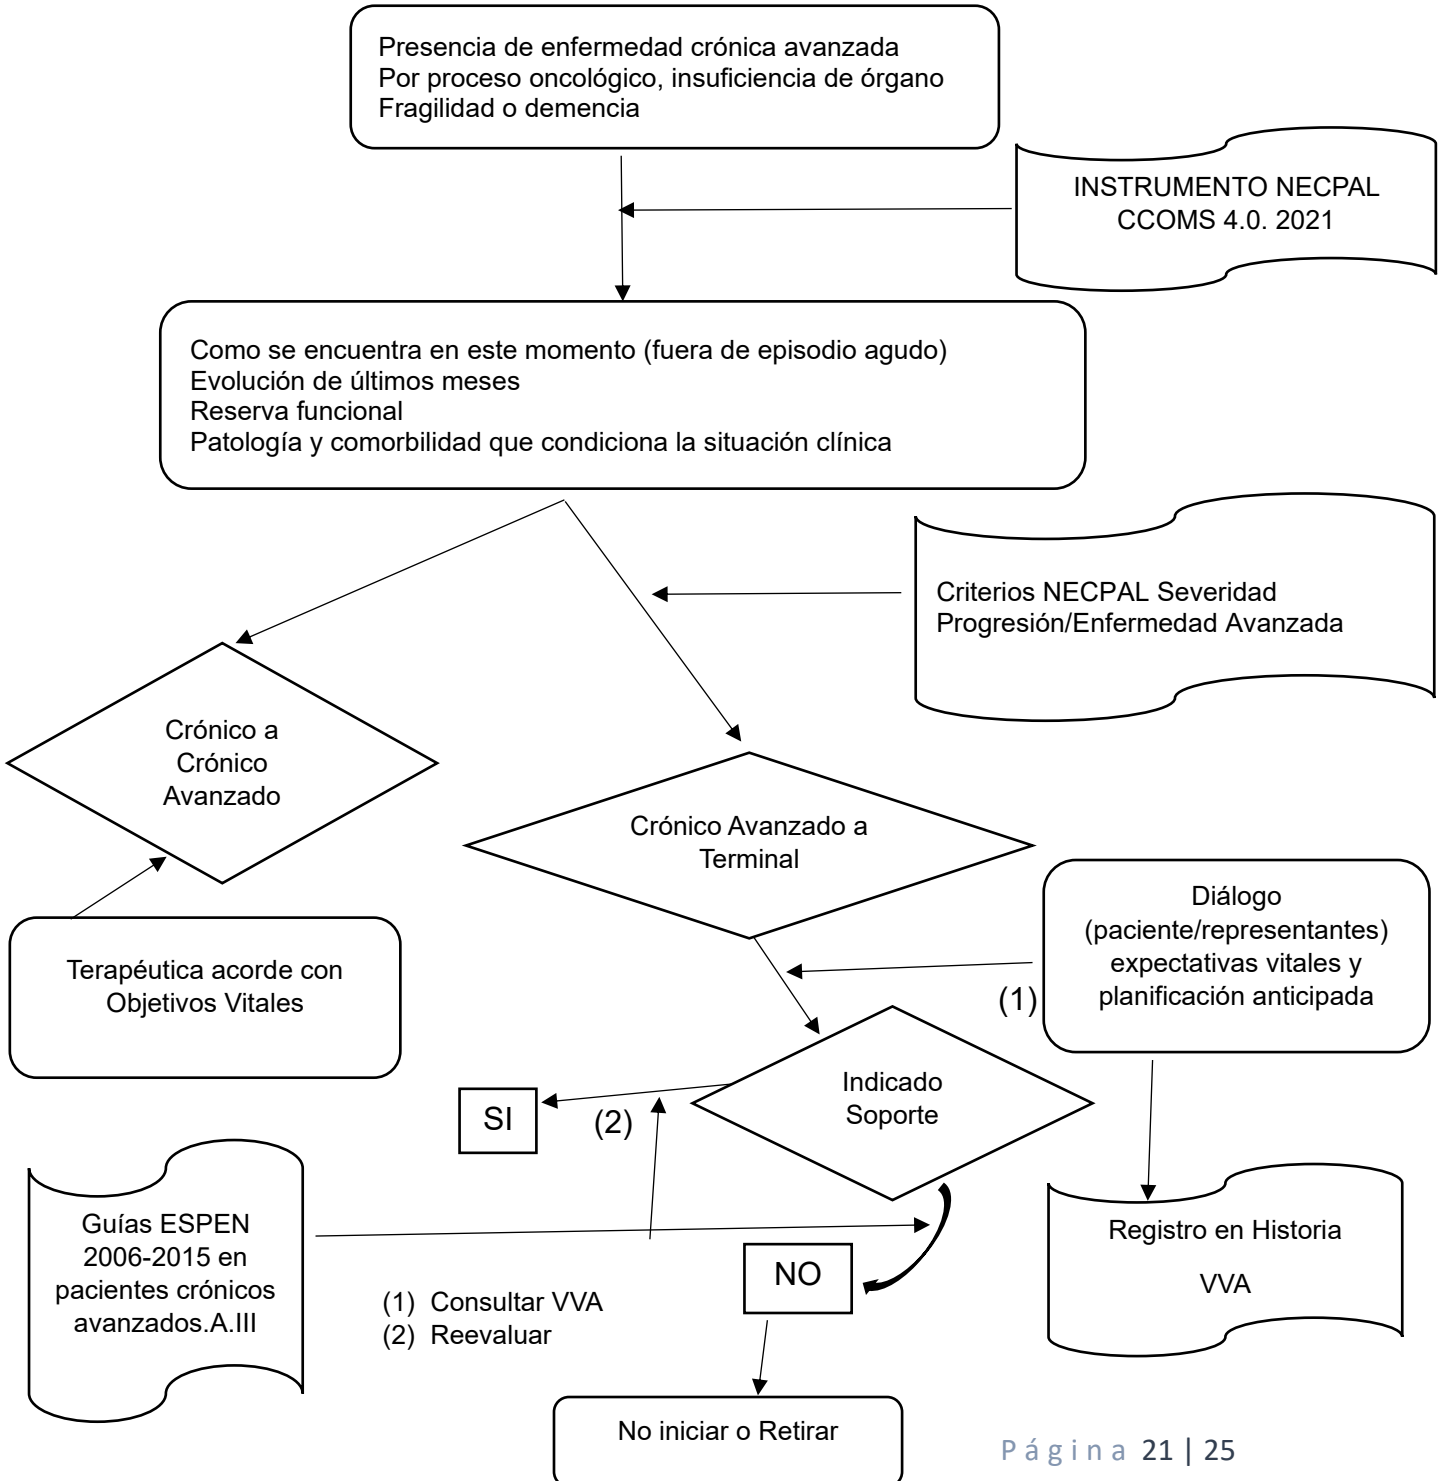 Presencia de enfermedad crónica avanzada
Por proceso oncológico, insuficiencia de órgano
Fragilidad o demencia
INSTRUMENTO NECPAL
CCOMS 4.0. 2021
Como se encuentra en este momento (fuera de episodio agudo)
Evolución de últimos meses
Reserva funcional
Patología y comorbilidad que condiciona la situación clínica
Criterios NECPAL Severidad
Progresión/Enfermedad Avanzada
Crónico a
Crónico
Avanzado
Crónico Avanzado a
Terminal
Diálogo
(paciente/representantes)
expectativas vitales y
planificación anticipada
(1)
Terapéutica acorde con
Objetivos Vitales
Indicado
Soporte
SI
(2)
Guías ESPEN
2006-2015 en
pacientes crónicos
avanzados.A.III
Registro en Historia
VVA
NO
(1) Consultar VVA
(2) Reevaluar
No iniciar o Retirar
Página 21 | 25